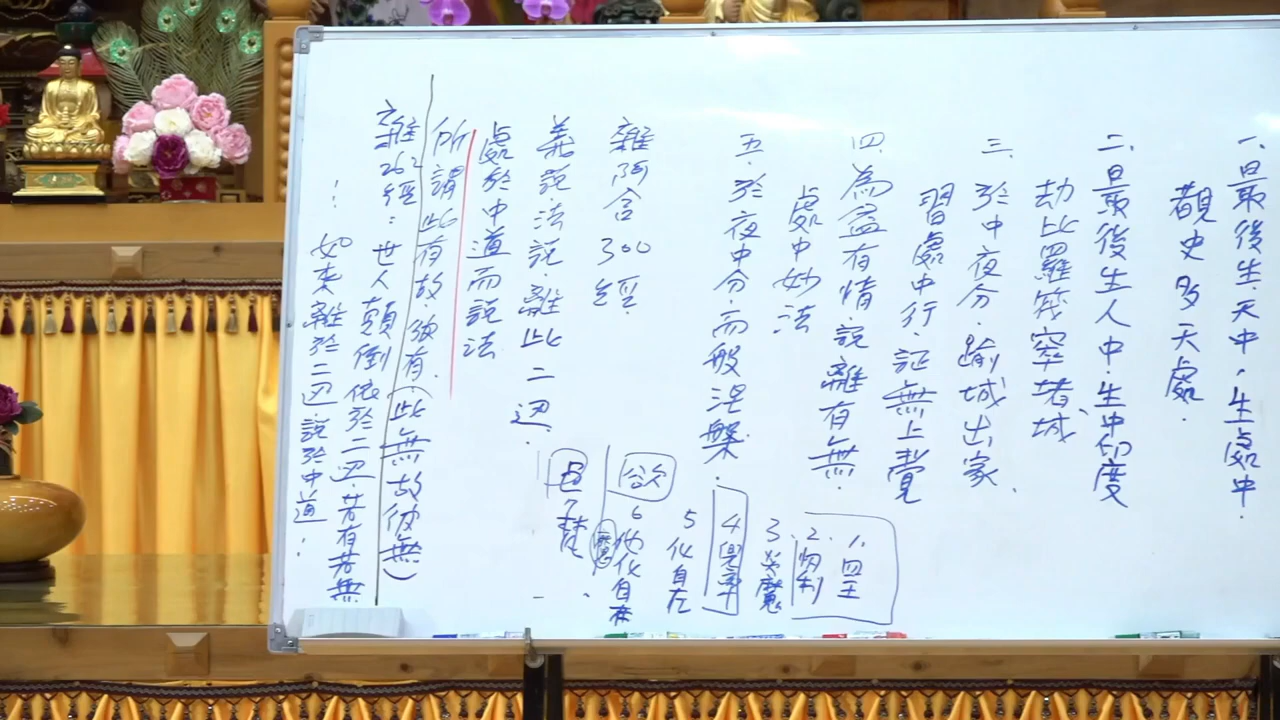 一、最後生天中,生處中
覩史多天處.
二、最後生人中.生中印度
劫比羅筏窣堵城、
三、於中夜分.踰城出家、
習處中行.証無上覺
四、為益有情.說離有無.
處中妙法
五、於夜中分.而般涅槃.
雜阿含300經.
義說.法說.離此二边.
處於中道而說法
所謂此有故.彼有.(此無故彼無)
雜262經:世人顛倒依於二边.若有若無
:如來離於二边說於中道.
1.四王
2.忉利
4兜率
5化自在
6他化自在
欲
色
7梵